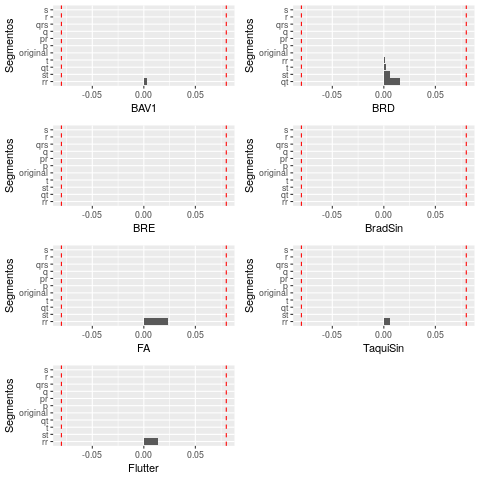 Segmentos
s
r
qrs
q
pr
p
original
t
qt
st
rr
-0.05 0.00 0.05
BAV1
Segmentos
s
r
qrs
q
pr
p
original
rr
t
st
qt
-0.05 0.00 0.05
BRD
Segmentos
s
r
qrs
q
pr
p
original
t
st
qt
rr
-0.05 0.00 0.05
BRE
Segmentos
s
r
qrs
q
pr
p
original
t
st
qt
rr
-0.05 0.00 0.05
BradSin
Segmentos
s
r
qrs
q
pr
p
original
t
qt
st
rr
-0.05 0.00 0.05
FA
Segmentos
s
r
qrs
q
pr
p
original
t
qt
st
rr
-0.05 0.00 0.05
TaquiSin
Segmentos
s
r
qrs
q
pr
p
original
qt
t
st
rr
-0.05 0.00 0.05
Flutter